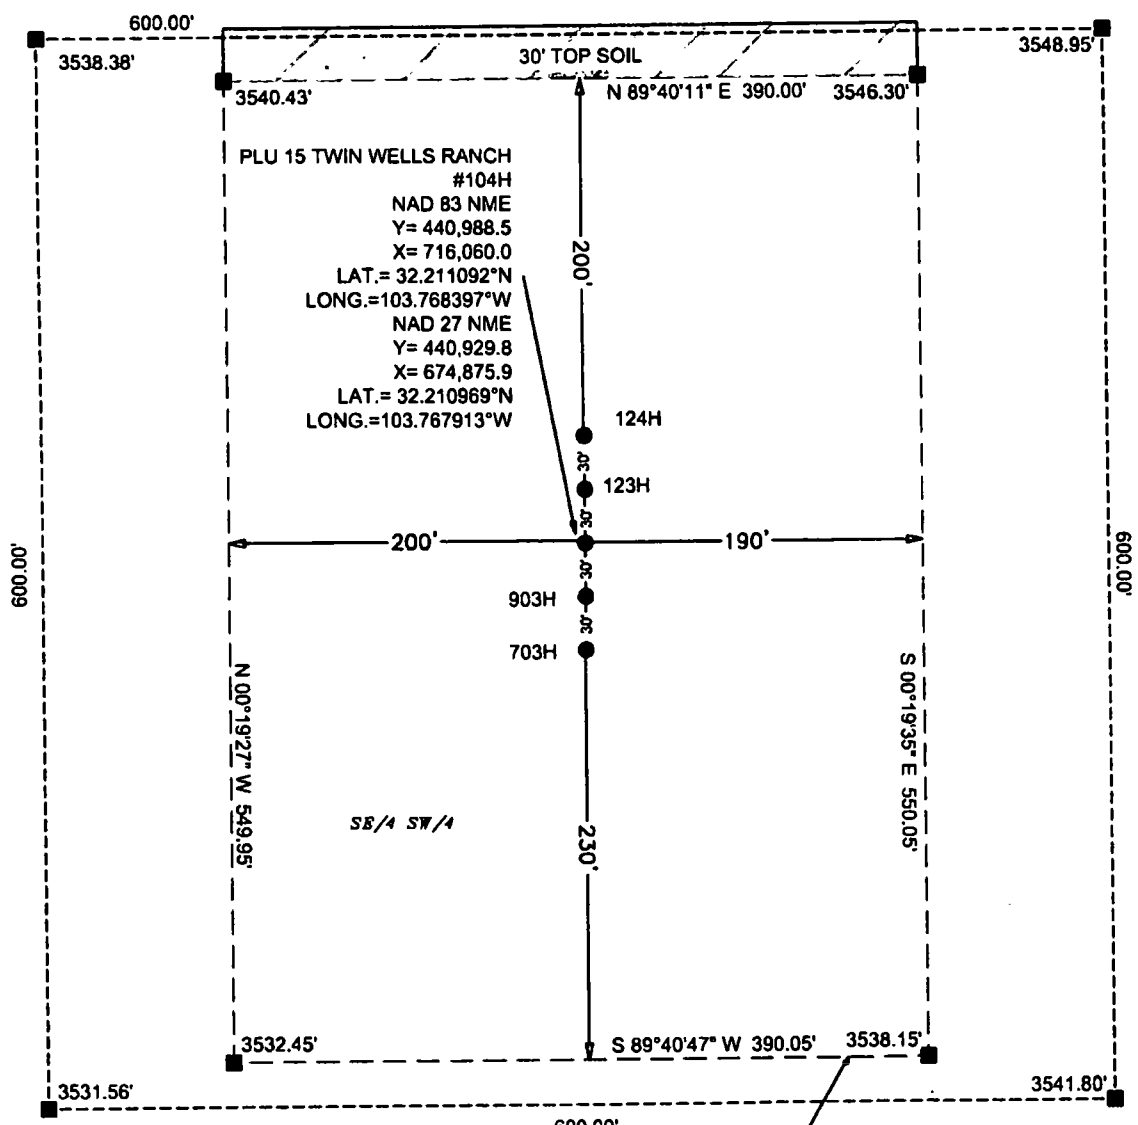 600.00'
3538.38'
3548.95'
30' TOP SOIL
3540.43'
N 89°40'11" E 390.00'
3546.30'
PLU 15 TWIN WELLS RANCH
#104H
NAD 83 NME
Y= 440,988.5
X= 716,060.0
LAT.= 32.211092°N
LONG.=103.768397°W
NAD 27 NME
Y= 440,929.8
X= 674,875.9
LAT.= 32.210969°N
LONG.=103.767913°W
200'
124H
30'
123H
30'
200'
190'
600.00'
600.00'
30'
903H
30'
703H
N 00°19'27" W 549.95'
S 00°19'35" E 550.05'
SE/4 SW/4
230'
3532.45'
S 89°40'47" W 390.05'
3538.15'
3531.56'
3541.80'
600.00'